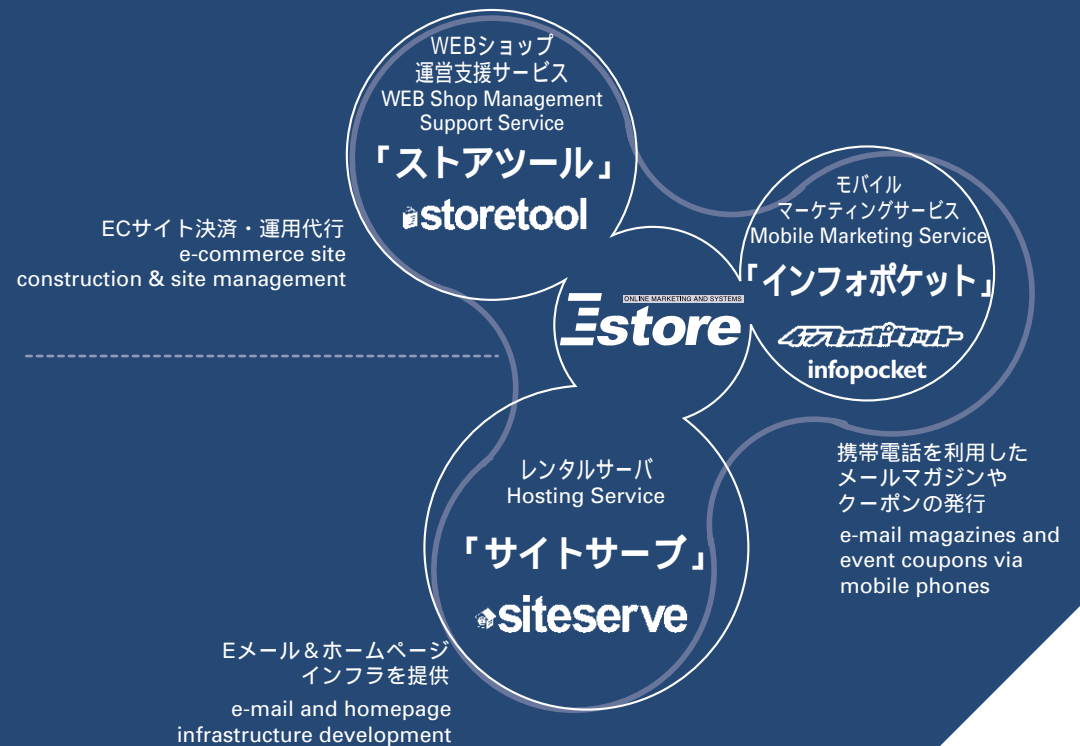 WEBショップ
運営支援サービス
WEB Shop Management
Support Service
「ストアツール」
storetool
ECサイト決済・運用代行
e-commerce site
construction & site management
モバイル
マーケティングサービス
Mobile Marketing Service
「インフォポケット」
インフォポケット
infopocket
ONLINE MARKETING AND SYSTEMS
Estore
携帯電話を利用した
メールマガジンや
クーポンの発行
e-mail magazines and
event coupons via
mobile phones
レンタルサーバ
Hosting Service
「サイトサーブ」
siteserve
Eメール＆ホームページ
インフラを提供
e-mail and homepage
infrastructure development